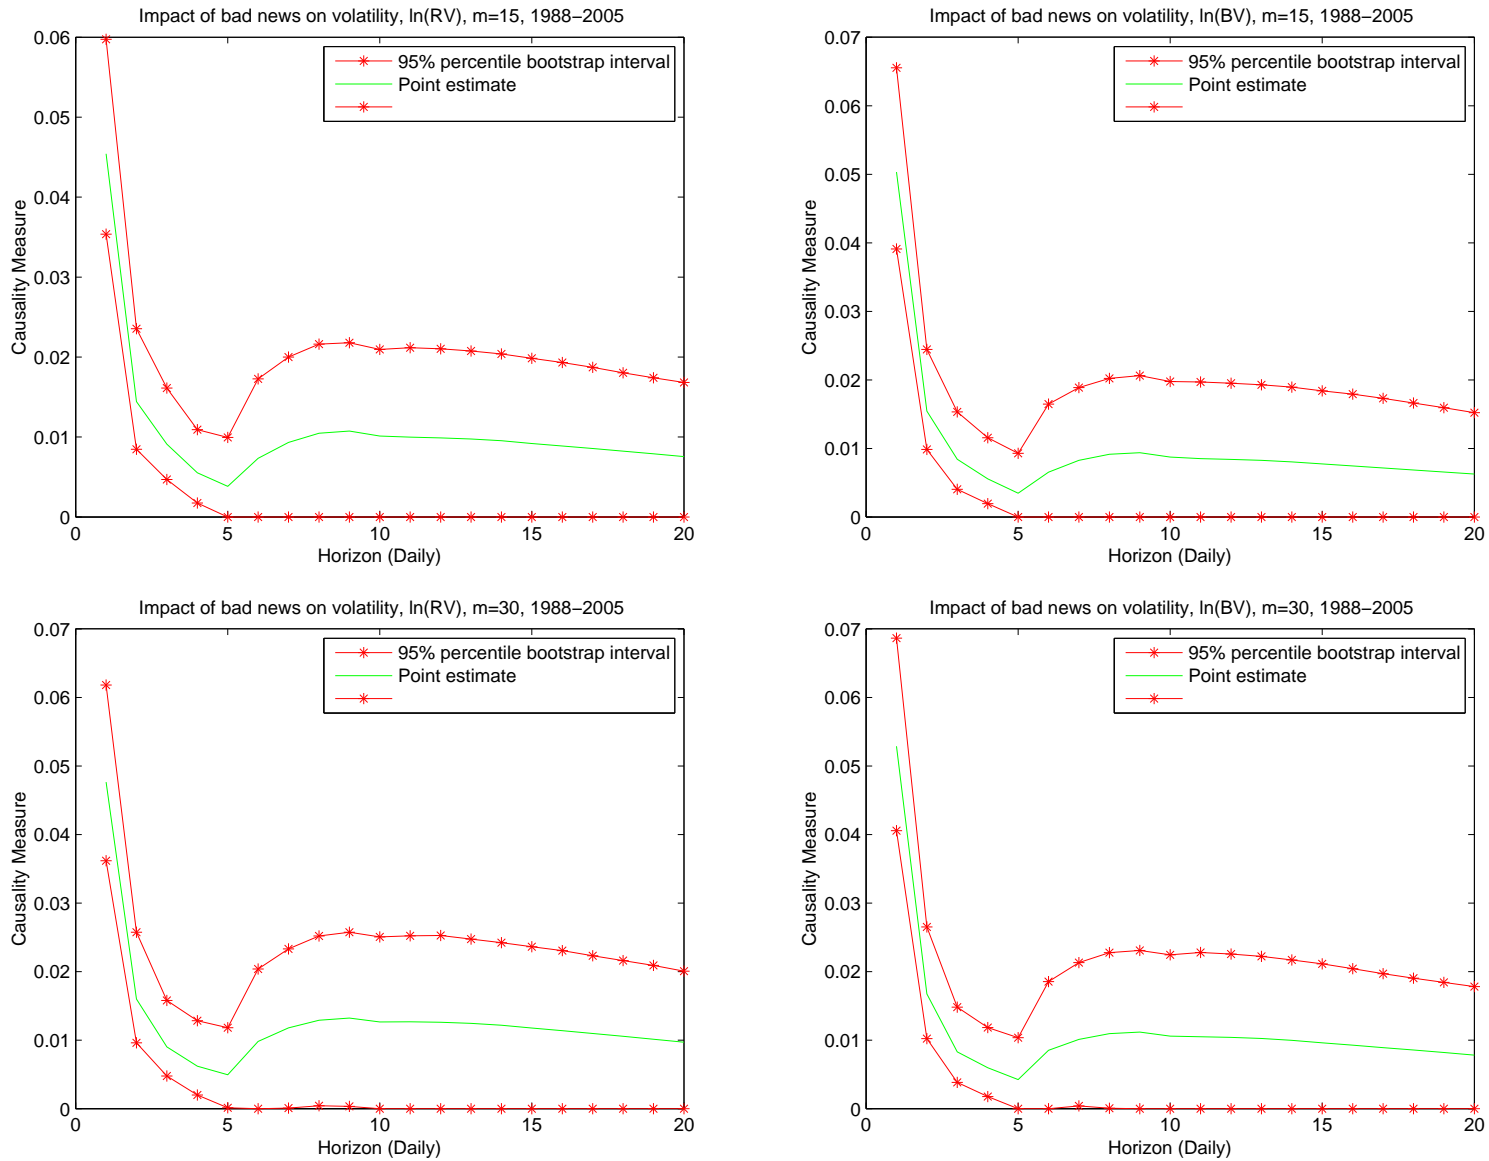 Impact of bad news on volatility, ln(RV), m=15, 1988−2005
95% percentile bootstrap interval
Point estimate
Causality Measure
0.06
0.05
0.04
0.03
0.02
0.01
0
0 5 10 15 20
Horizon (Daily)
Impact of bad news on volatility, ln(BV), m=15, 1988−2005
95% percentile bootstrap interval
Point estimate
Causality Measure
0.07
0.06
0.05
0.04
0.03
0.02
0.01
0
0 5 10 15 20
Horizon (Daily)
Impact of bad news on volatility, ln(RV), m=30, 1988−2005
95% percentile bootstrap interval
Point estimate
Causality Measure
0.07
0.06
0.05
0.04
0.03
0.02
0.01
0
0 5 10 15 20
Horizon (Daily)
Impact of bad news on volatility, ln(BV), m=30, 1988−2005
95% percentile bootstrap interval
Point estimate
Causality Measure
0.07
0.06
0.05
0.04
0.03
0.02
0.01
0
0 5 10 15 20
Horizon (Daily)